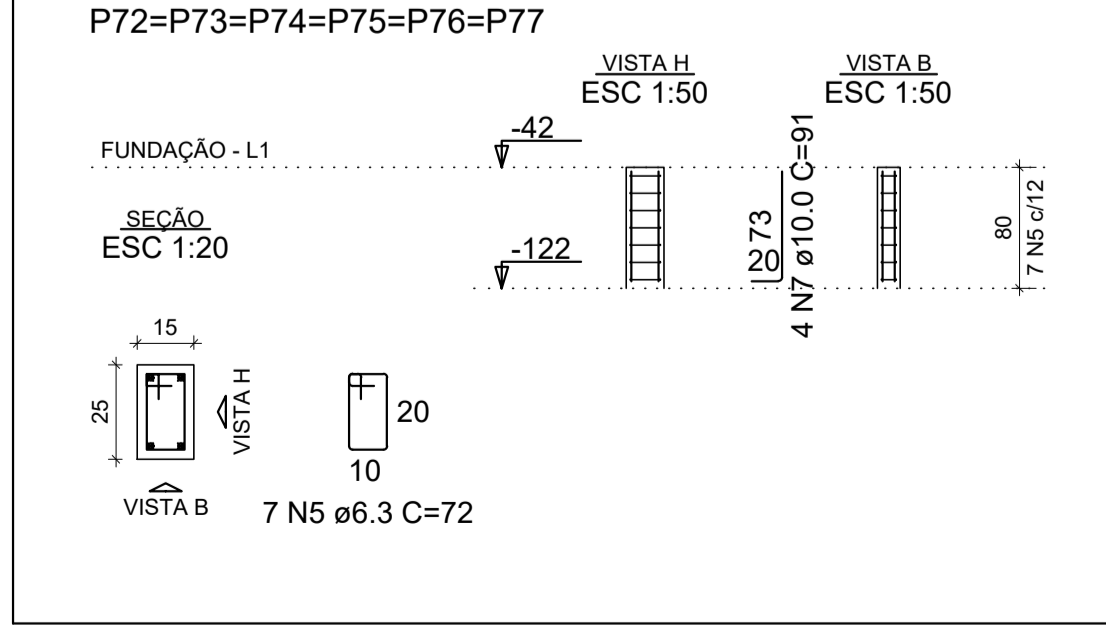 P72=P73=P74=P75=P76=P77
VISTA H
ESC 1:50
VISTA B
ESC 1:50
FUNDAÇÃO - L1
-42
SEÇÃO
ESC 1:20
-122
73
20
4 N7 ø10.0 C=91
80
7 N5 c/12
15
25
VISTA H
VISTA B
20
10
7 N5 ø6.3 C=72